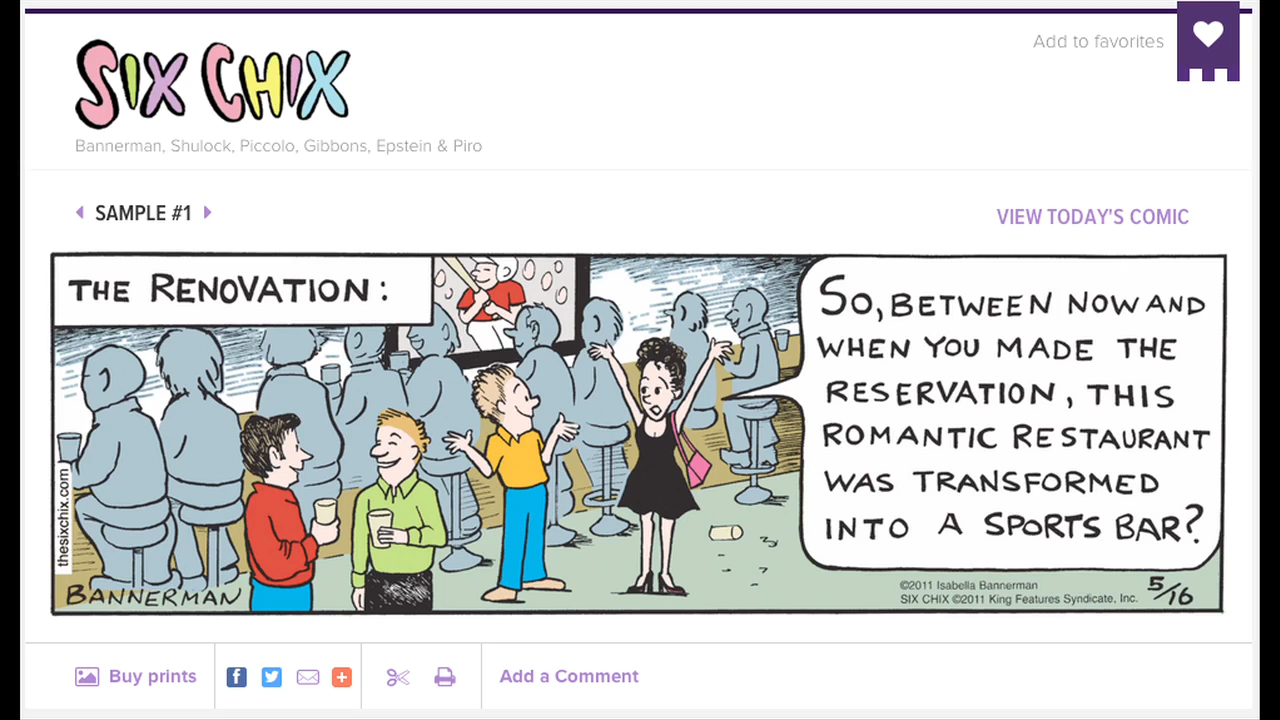 Add to favorites
SIX CHIX
Bannerman, Shulock, Piccolo, Gibbons, Epstein & Piro
SAMPLE #1
VIEW TODAY'S COMIC
THE RENOVATION:
SO, BETWEEN NOW AND
WHEN YOU MADE THE
RESERVATION, THIS
ROMANTIC RESTAURANT
WAS TRANSFORMED
INTO A SPORTS BAR?
thesixchix.com
BANNERMAN
©2011 Isabella Bannerman
SIX CHIX ©2011 King Features Syndicate, Inc.
5/16
Buy prints
Add a Comment